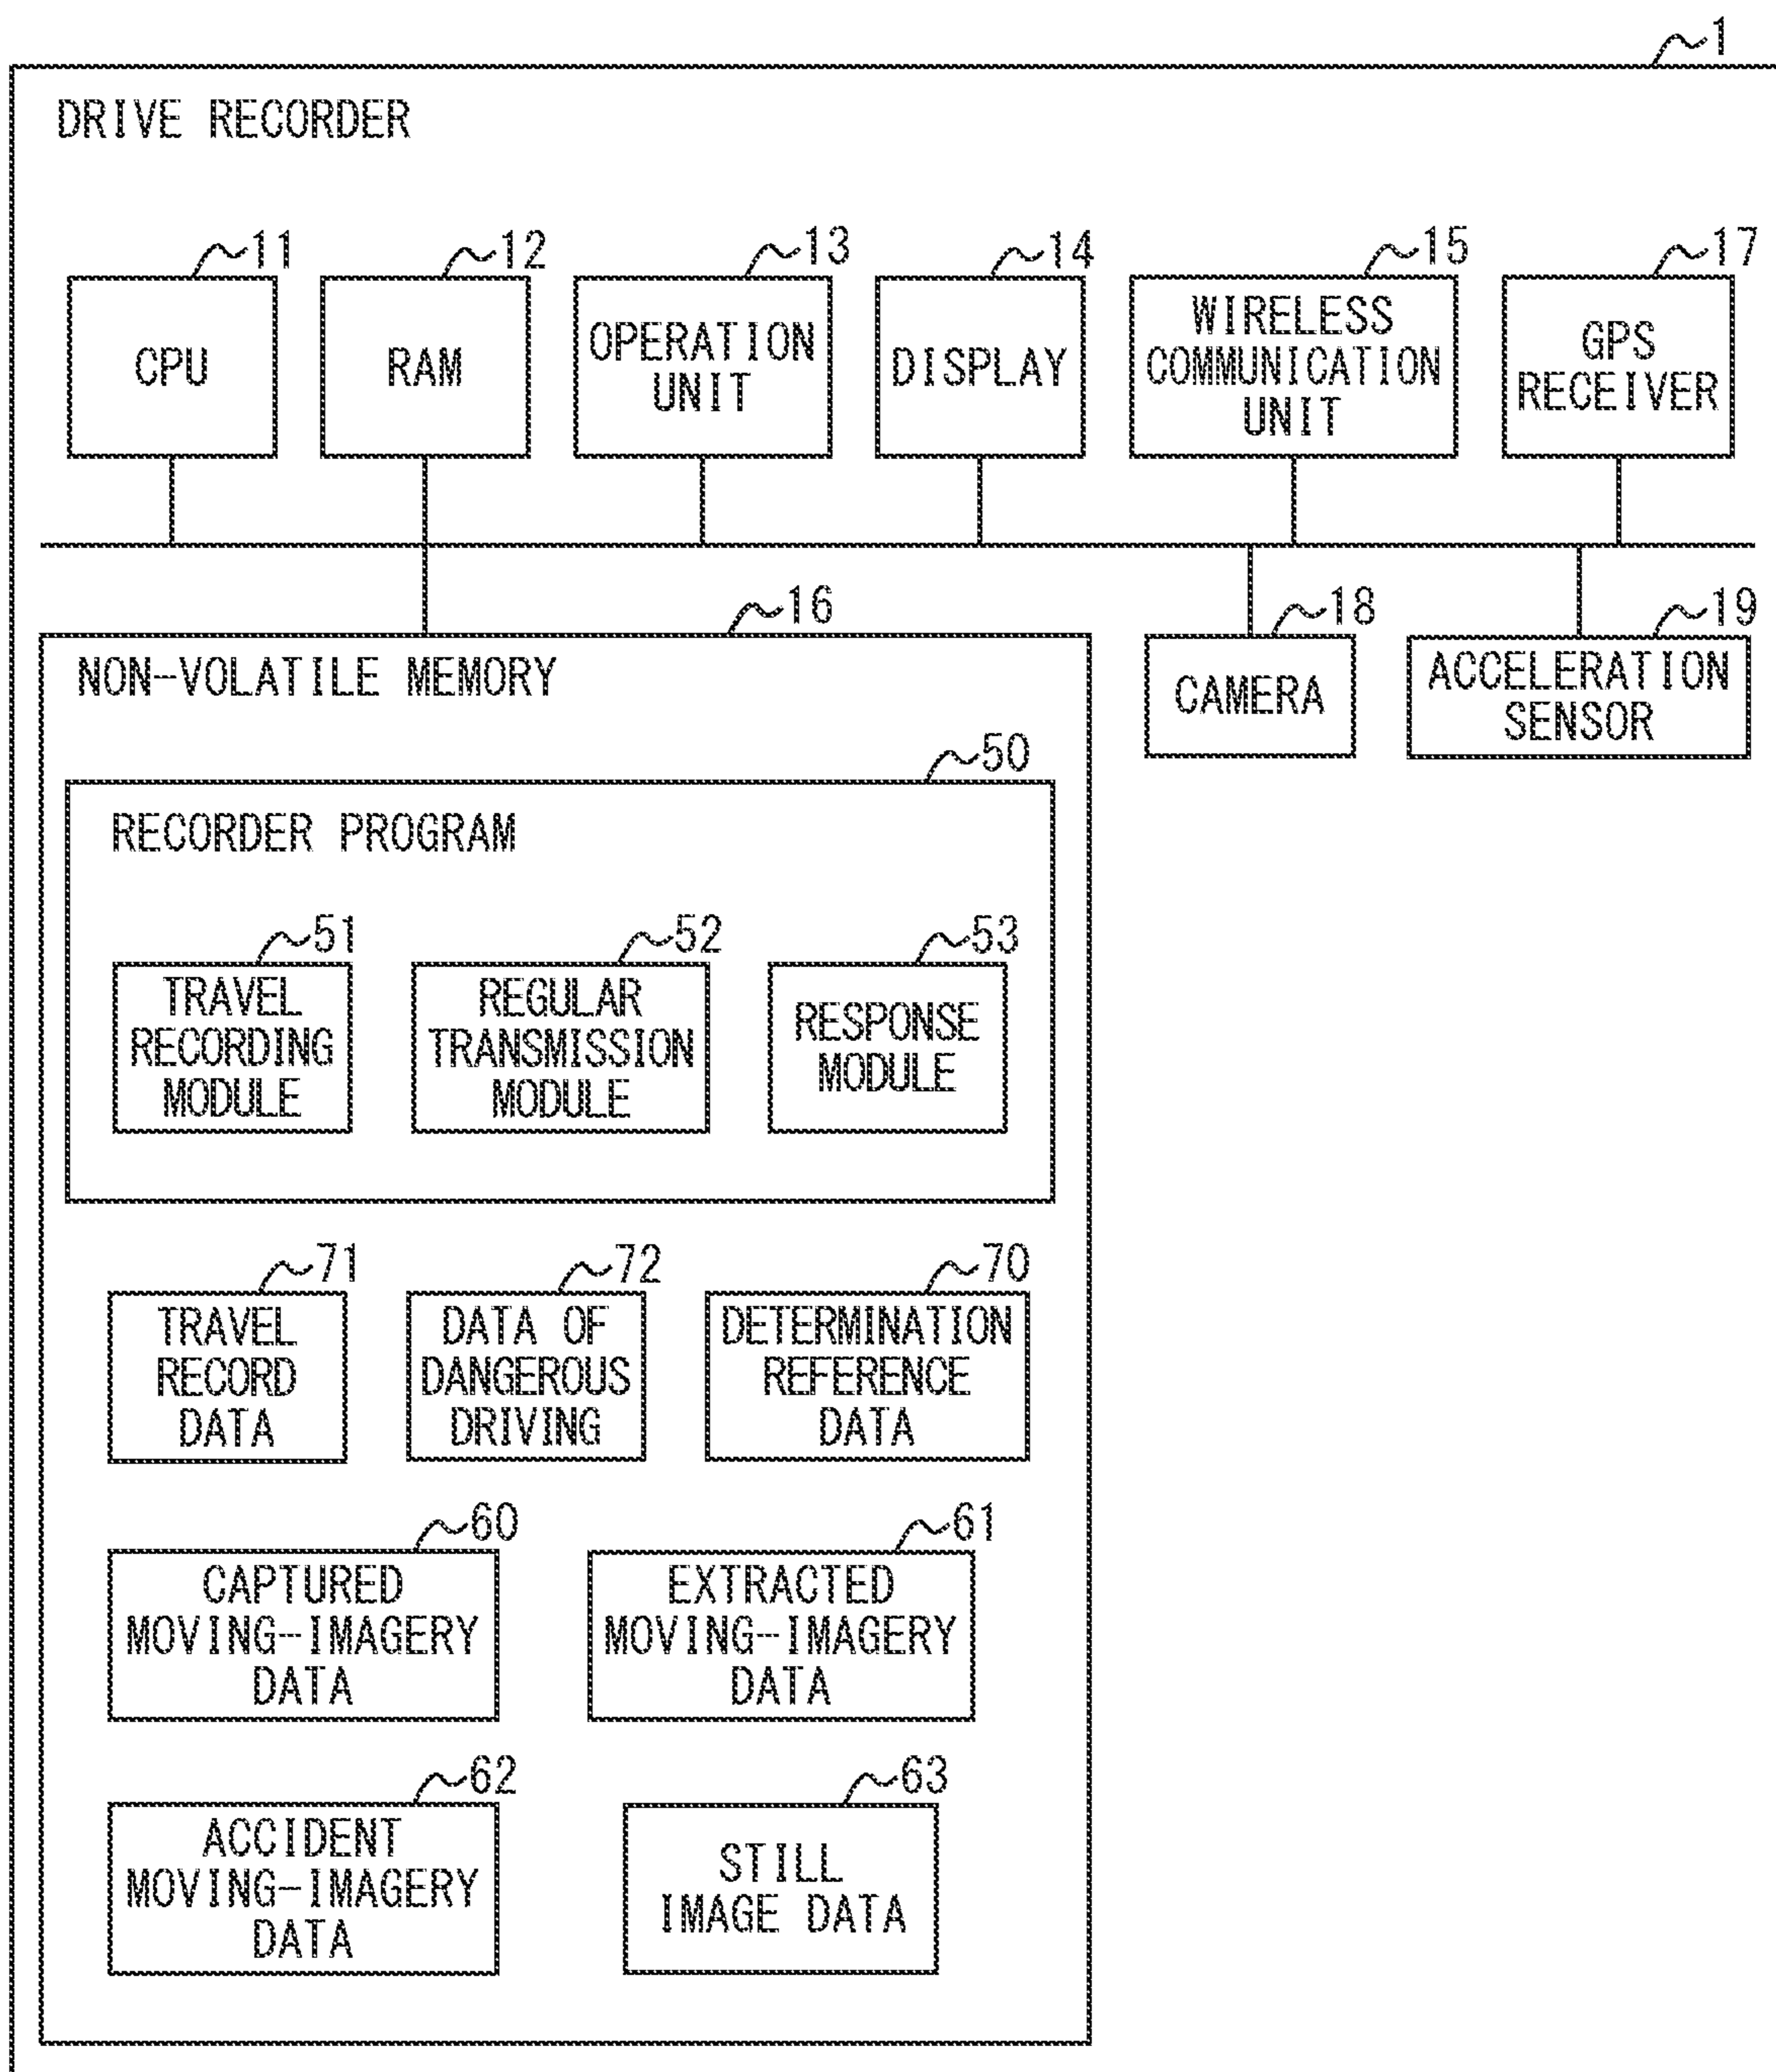 1
DRIVE RECORDER
11
12
13
14
15
17
CPU
RAM
OPERATION
UNIT
DISPLAY
WIRELESS
COMMUNICATION
UNIT
GPS
RECEIVER
16
18
19
NON-VOLATILE MEMORY
CAMERA
ACCELERATION
SENSOR
50
RECORDER PROGRAM
51
52
53
TRAVEL
RECORDING
MODULE
REGULAR
TRANSMISSION
MODULE
RESPONSE
MODULE
71
72
70
TRAVEL
RECORD
DATA
DATA OF
DANGEROUS
DRIVING
DETERMINATION
REFERENCE
DATA
60
61
CAPTURED
MOVING-IMAGERY
DATA
EXTRACTED
MOVING-IMAGERY
DATA
62
63
ACCIDENT
MOVING-IMAGERY
DATA
STILL
IMAGE DATA